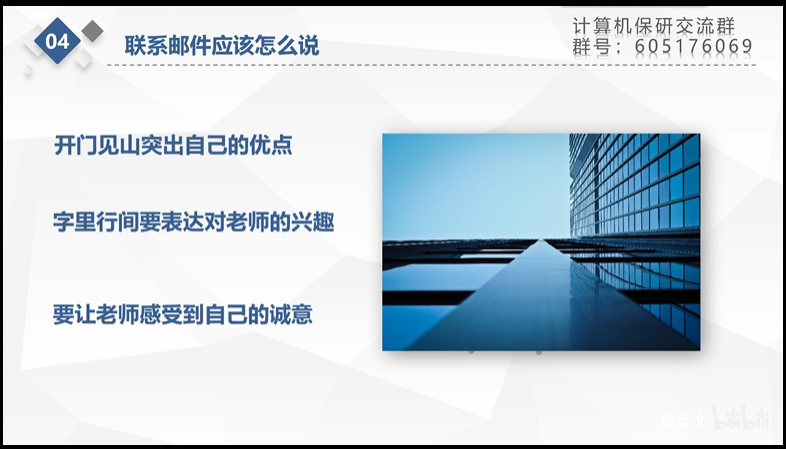 04
联系邮件应该怎么说
计算机保研交流群
群号：605176069
开门见山突出自己的优点
字里行间要表达对老师的兴趣
要让老师感受到自己的诚意
bilibili